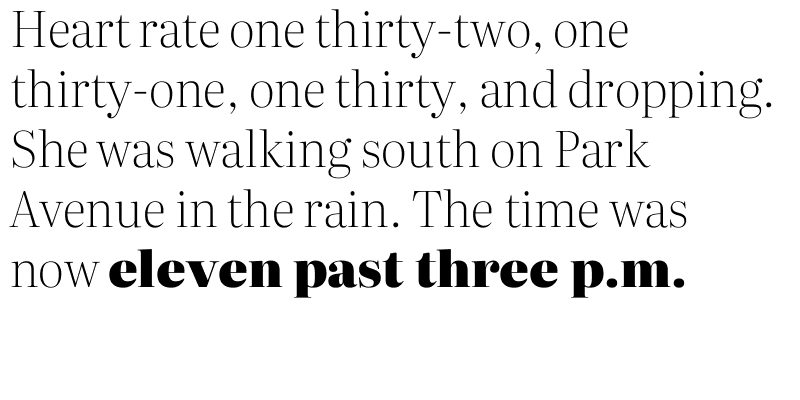 Heart rate one thirty-two, one
thirty-one, one thirty, and dropping.
She was walking south on Park
Avenue in the rain. The time was
now eleven past three p.m.